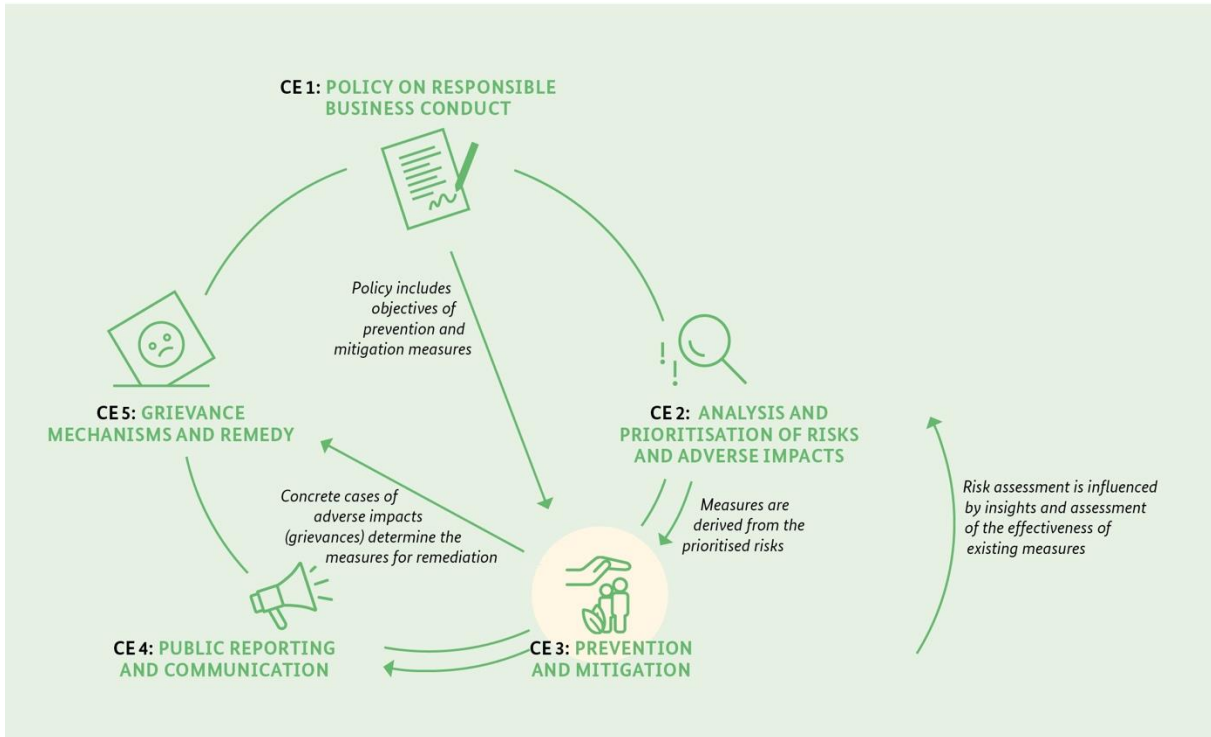 CE 1: POLICY ON RESPONSIBLE
BUSINESS CONDUCT
Policy includes
objectives of
prevention and
mitigation measures
CE 5: GRIEVANCE
MECHANISMS AND REMEDY
CE 2: ANALYSIS AND
PRIORITISATION OF RISKS
AND ADVERSE IMPACTS
Concrete cases of
adverse impacts
(grievances) determine the
measures for remediation
Measures are
derived from the
prioritised risks
Risk assessment is influenced
by insights and assessment
of the effectiveness of
existing measures
CE 4: PUBLIC REPORTING
AND COMMUNICATION
CE 3: PREVENTION
AND MITIGATION